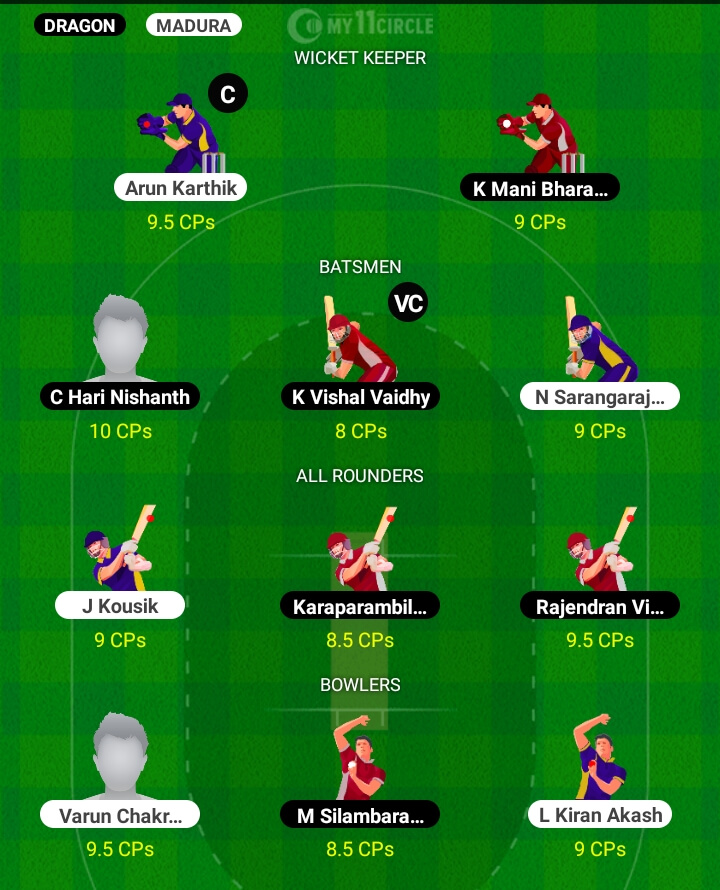 DRAGON MADURA MY11CIRCLE
WICKET KEEPER
C
Arun Karthik K Mani Bhara...
9.5 CPs 9 CPs
BATSMEN
VC
C Hari Nishanth K Vishal Vaidhy N Sarangaraj...
10 CPs 8 CPs 9 CPs
ALL ROUNDERS
J Kousik Karaparambil... Rajendran Vi...
9 CPs 8.5 CPs 9.5 CPs
BOWLERS
Varun Chakr... M Silambara... L Kiran Akash
9.5 CPs 8.5 CPs 9 CPs